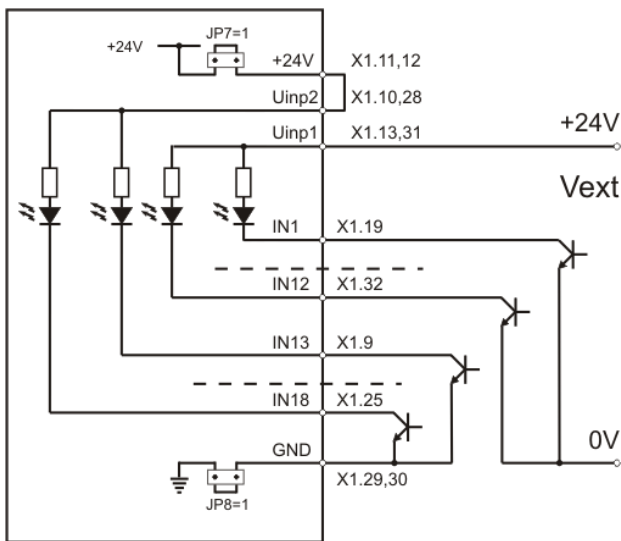 JP7=1
+24V
+24V X1.11,12
Uinp2 X1.10,28
Uinp1 X1.13,31
+24V
Vext
IN1 X1.19
IN12 X1.32
IN13 X1.9
IN18 X1.25
GND
0V
X1.29,30
JP8=1